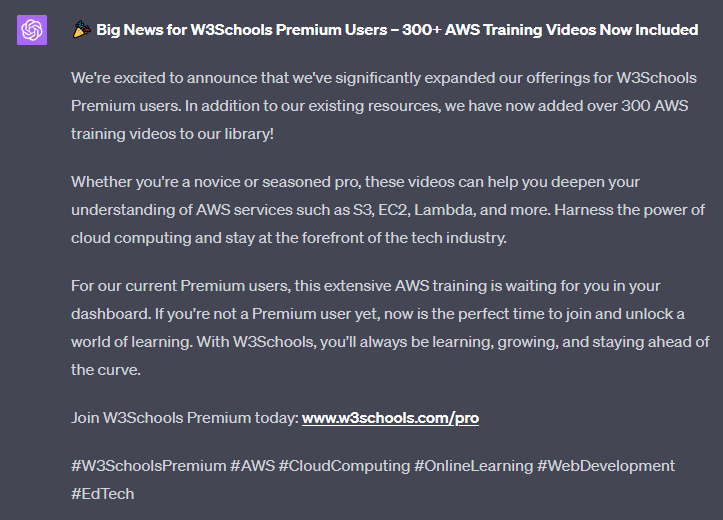 🎉 Big News for W3Schools Premium Users – 300+ AWS Training Videos Now Included
We're excited to announce that we've significantly expanded our offerings for W3Schools
Premium users. In addition to our existing resources, we have now added over 300 AWS
training videos to our library!
Whether you're a novice or seasoned pro, these videos can help you deepen your
understanding of AWS services such as S3, EC2, Lambda, and more. Harness the power of
cloud computing and stay at the forefront of the tech industry.
For our current Premium users, this extensive AWS training is waiting for you in your
dashboard. If you're not a Premium user yet, now is the perfect time to join and unlock a
world of learning. With W3Schools, you'll always be learning, growing, and staying ahead of
the curve.
Join W3Schools Premium today: www.w3schools.com/pro
#W3SchoolsPremium #AWS #CloudComputing #OnlineLearning #WebDevelopment
#EdTech